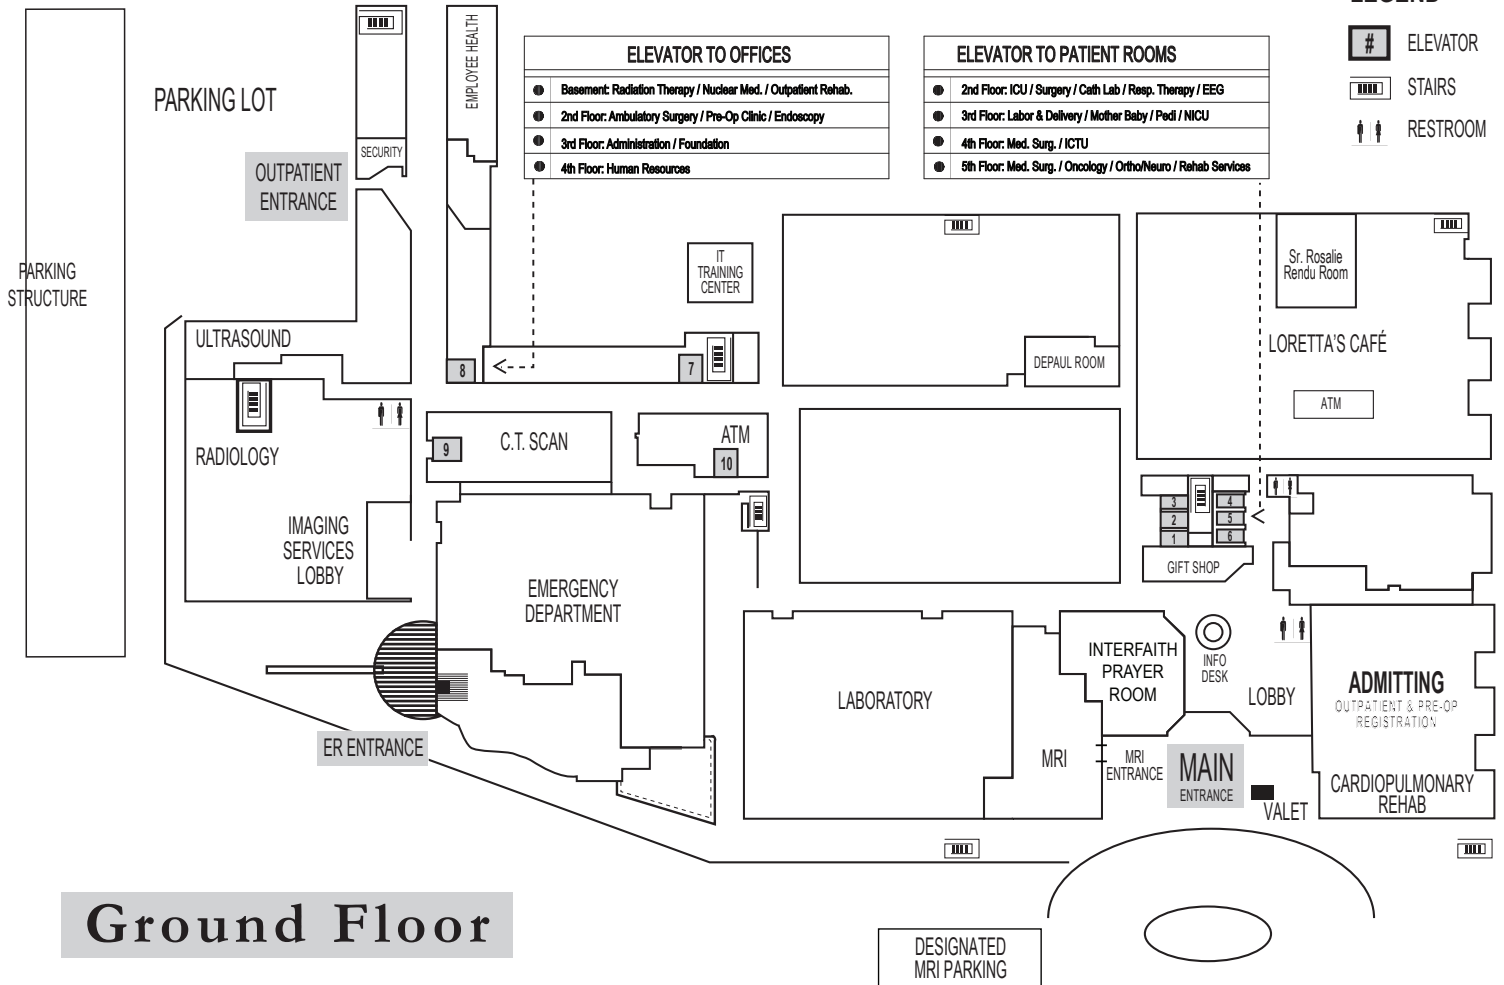 LEGEND
# ELEVATOR
STAIRS
RESTROOM
PARKING LOT
EMPLOYEE HEALTH
ELEVATOR TO OFFICES
Basement: Radiation Therapy / Nuclear Med. / Outpatient Rehab.
2nd Floor: Ambulatory Surgery / Pre-Op Clinic / Endoscopy
3rd Floor: Administration / Foundation
4th Floor: Human Resources
ELEVATOR TO PATIENT ROOMS
2nd Floor: ICU / Surgery / Cath Lab / Resp. Therapy / EEG
3rd Floor: Labor & Delivery / Mother Baby / Pedi / NICU
4th Floor: Med. Surg. / ICTU
5th Floor: Med. Surg. / Oncology / Ortho/Neuro / Rehab Services
SECURITY
OUTPATIENT
ENTRANCE
PARKING
STRUCTURE
IT
TRAINING
CENTER
Sr. Rosalie
Rendu Room
ULTRASOUND
LORETTA'S CAFÉ
8
7
DEPAUL ROOM
ATM
RADIOLOGY
9
C.T. SCAN
ATM
10
3
2
1
4
5
6
GIFT SHOP
IMAGING
SERVICES
LOBBY
EMERGENCY
DEPARTMENT
LABORATORY
INTERFAITH
PRAYER
ROOM
INFO
DESK
LOBBY
ADMITTING
OUTPATIENT & PRE-OP
REGISTRATION
ER ENTRANCE
MRI
MRI
ENTRANCE
MAIN
ENTRANCE
VALET
CARDIOPULMONARY
REHAB
Ground Floor
DESIGNATED
MRI PARKING